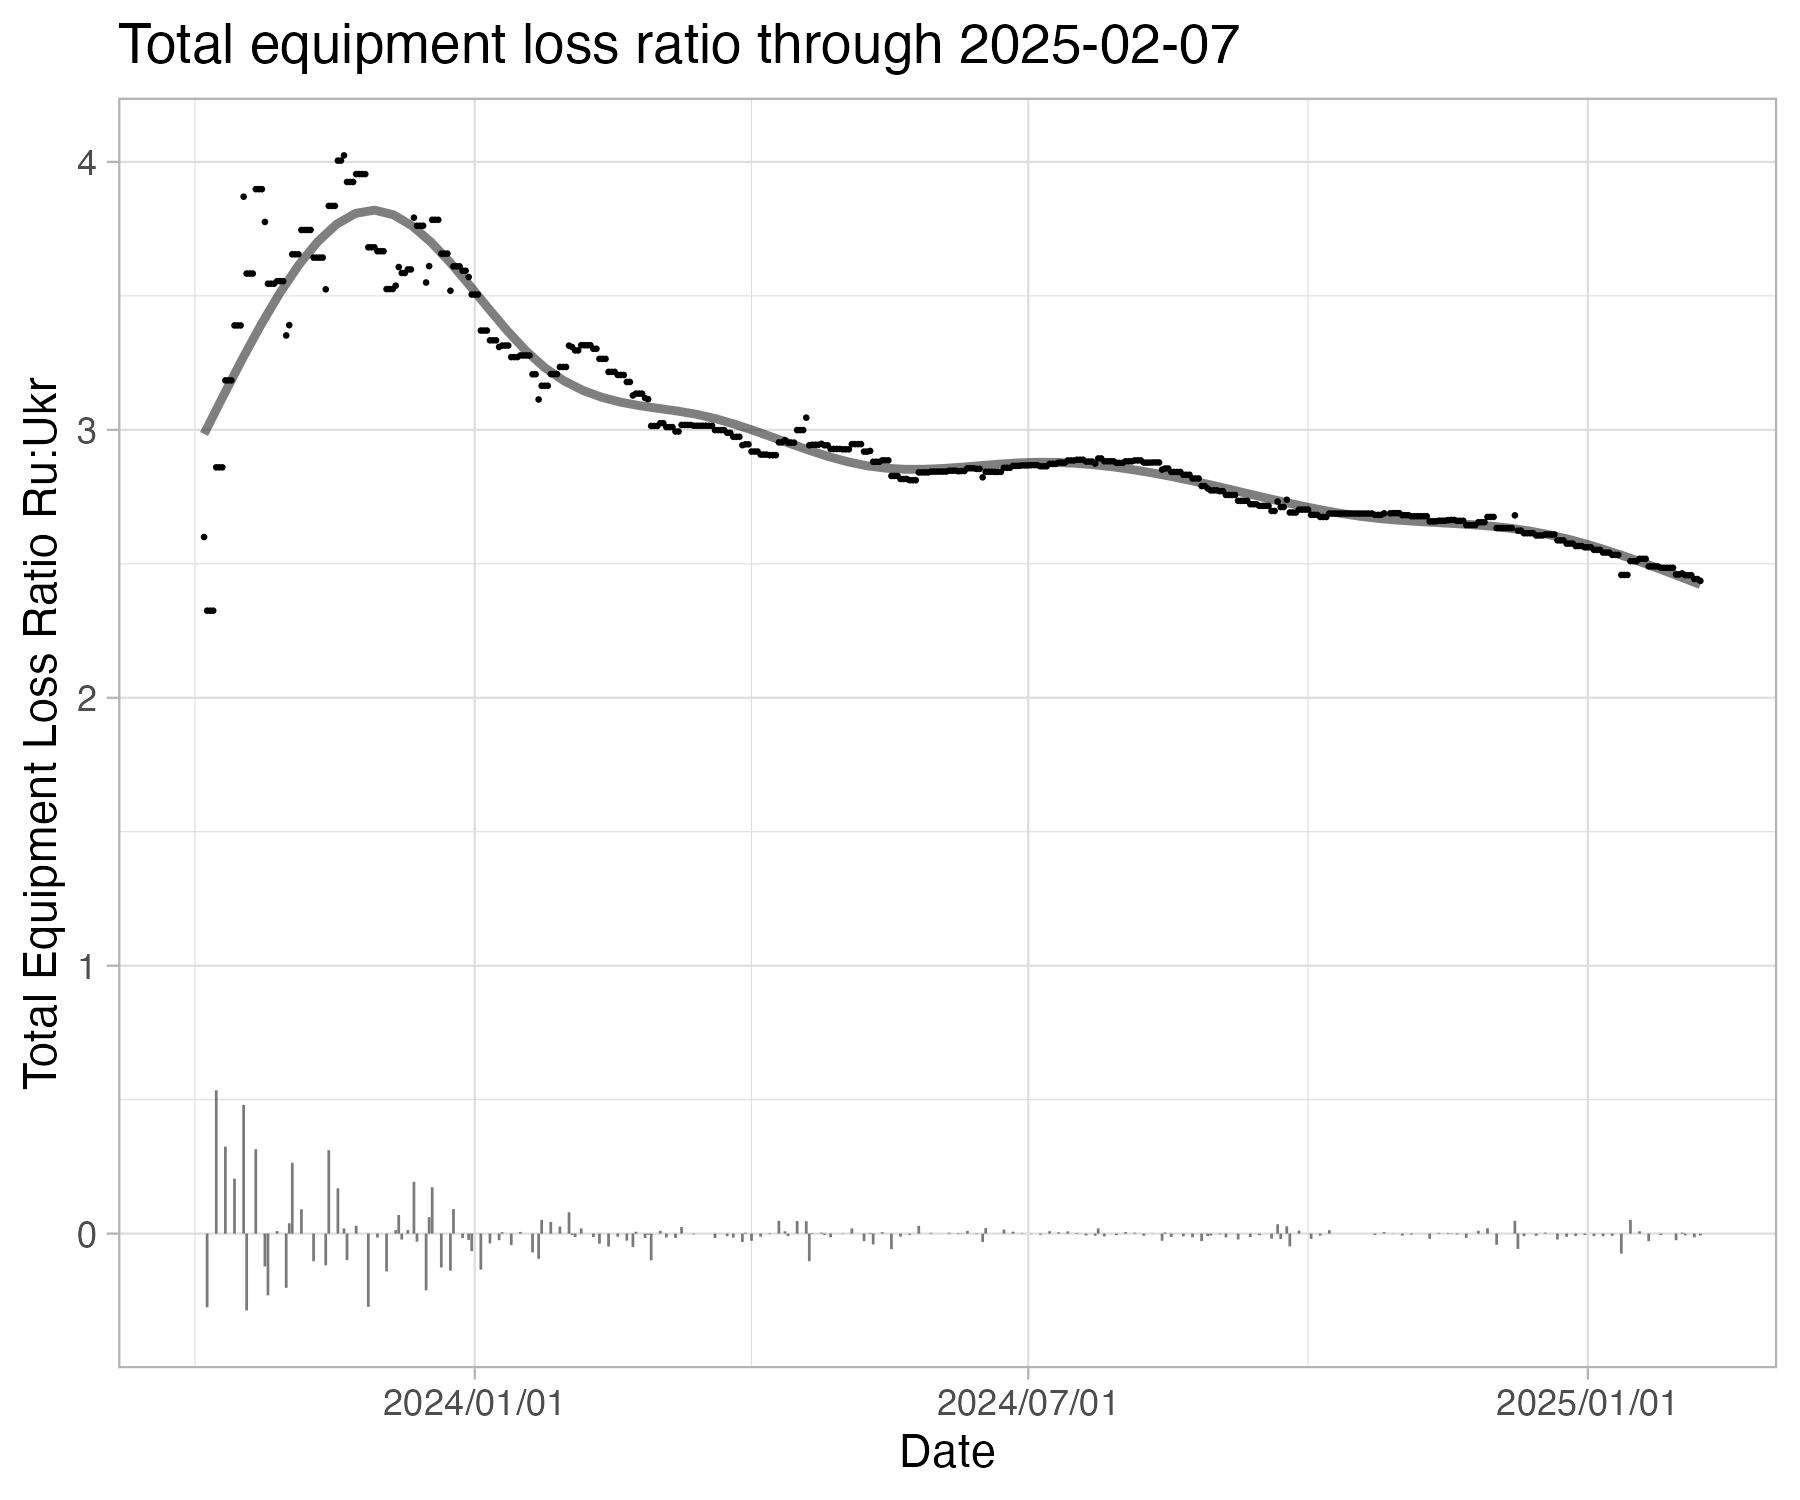 Total equipment loss ratio through 2025-02-07
Total Equipment Loss Ratio Ru:Ukr
4
3
2
1
0
2024/01/01
2024/07/01
2025/01/01
Date